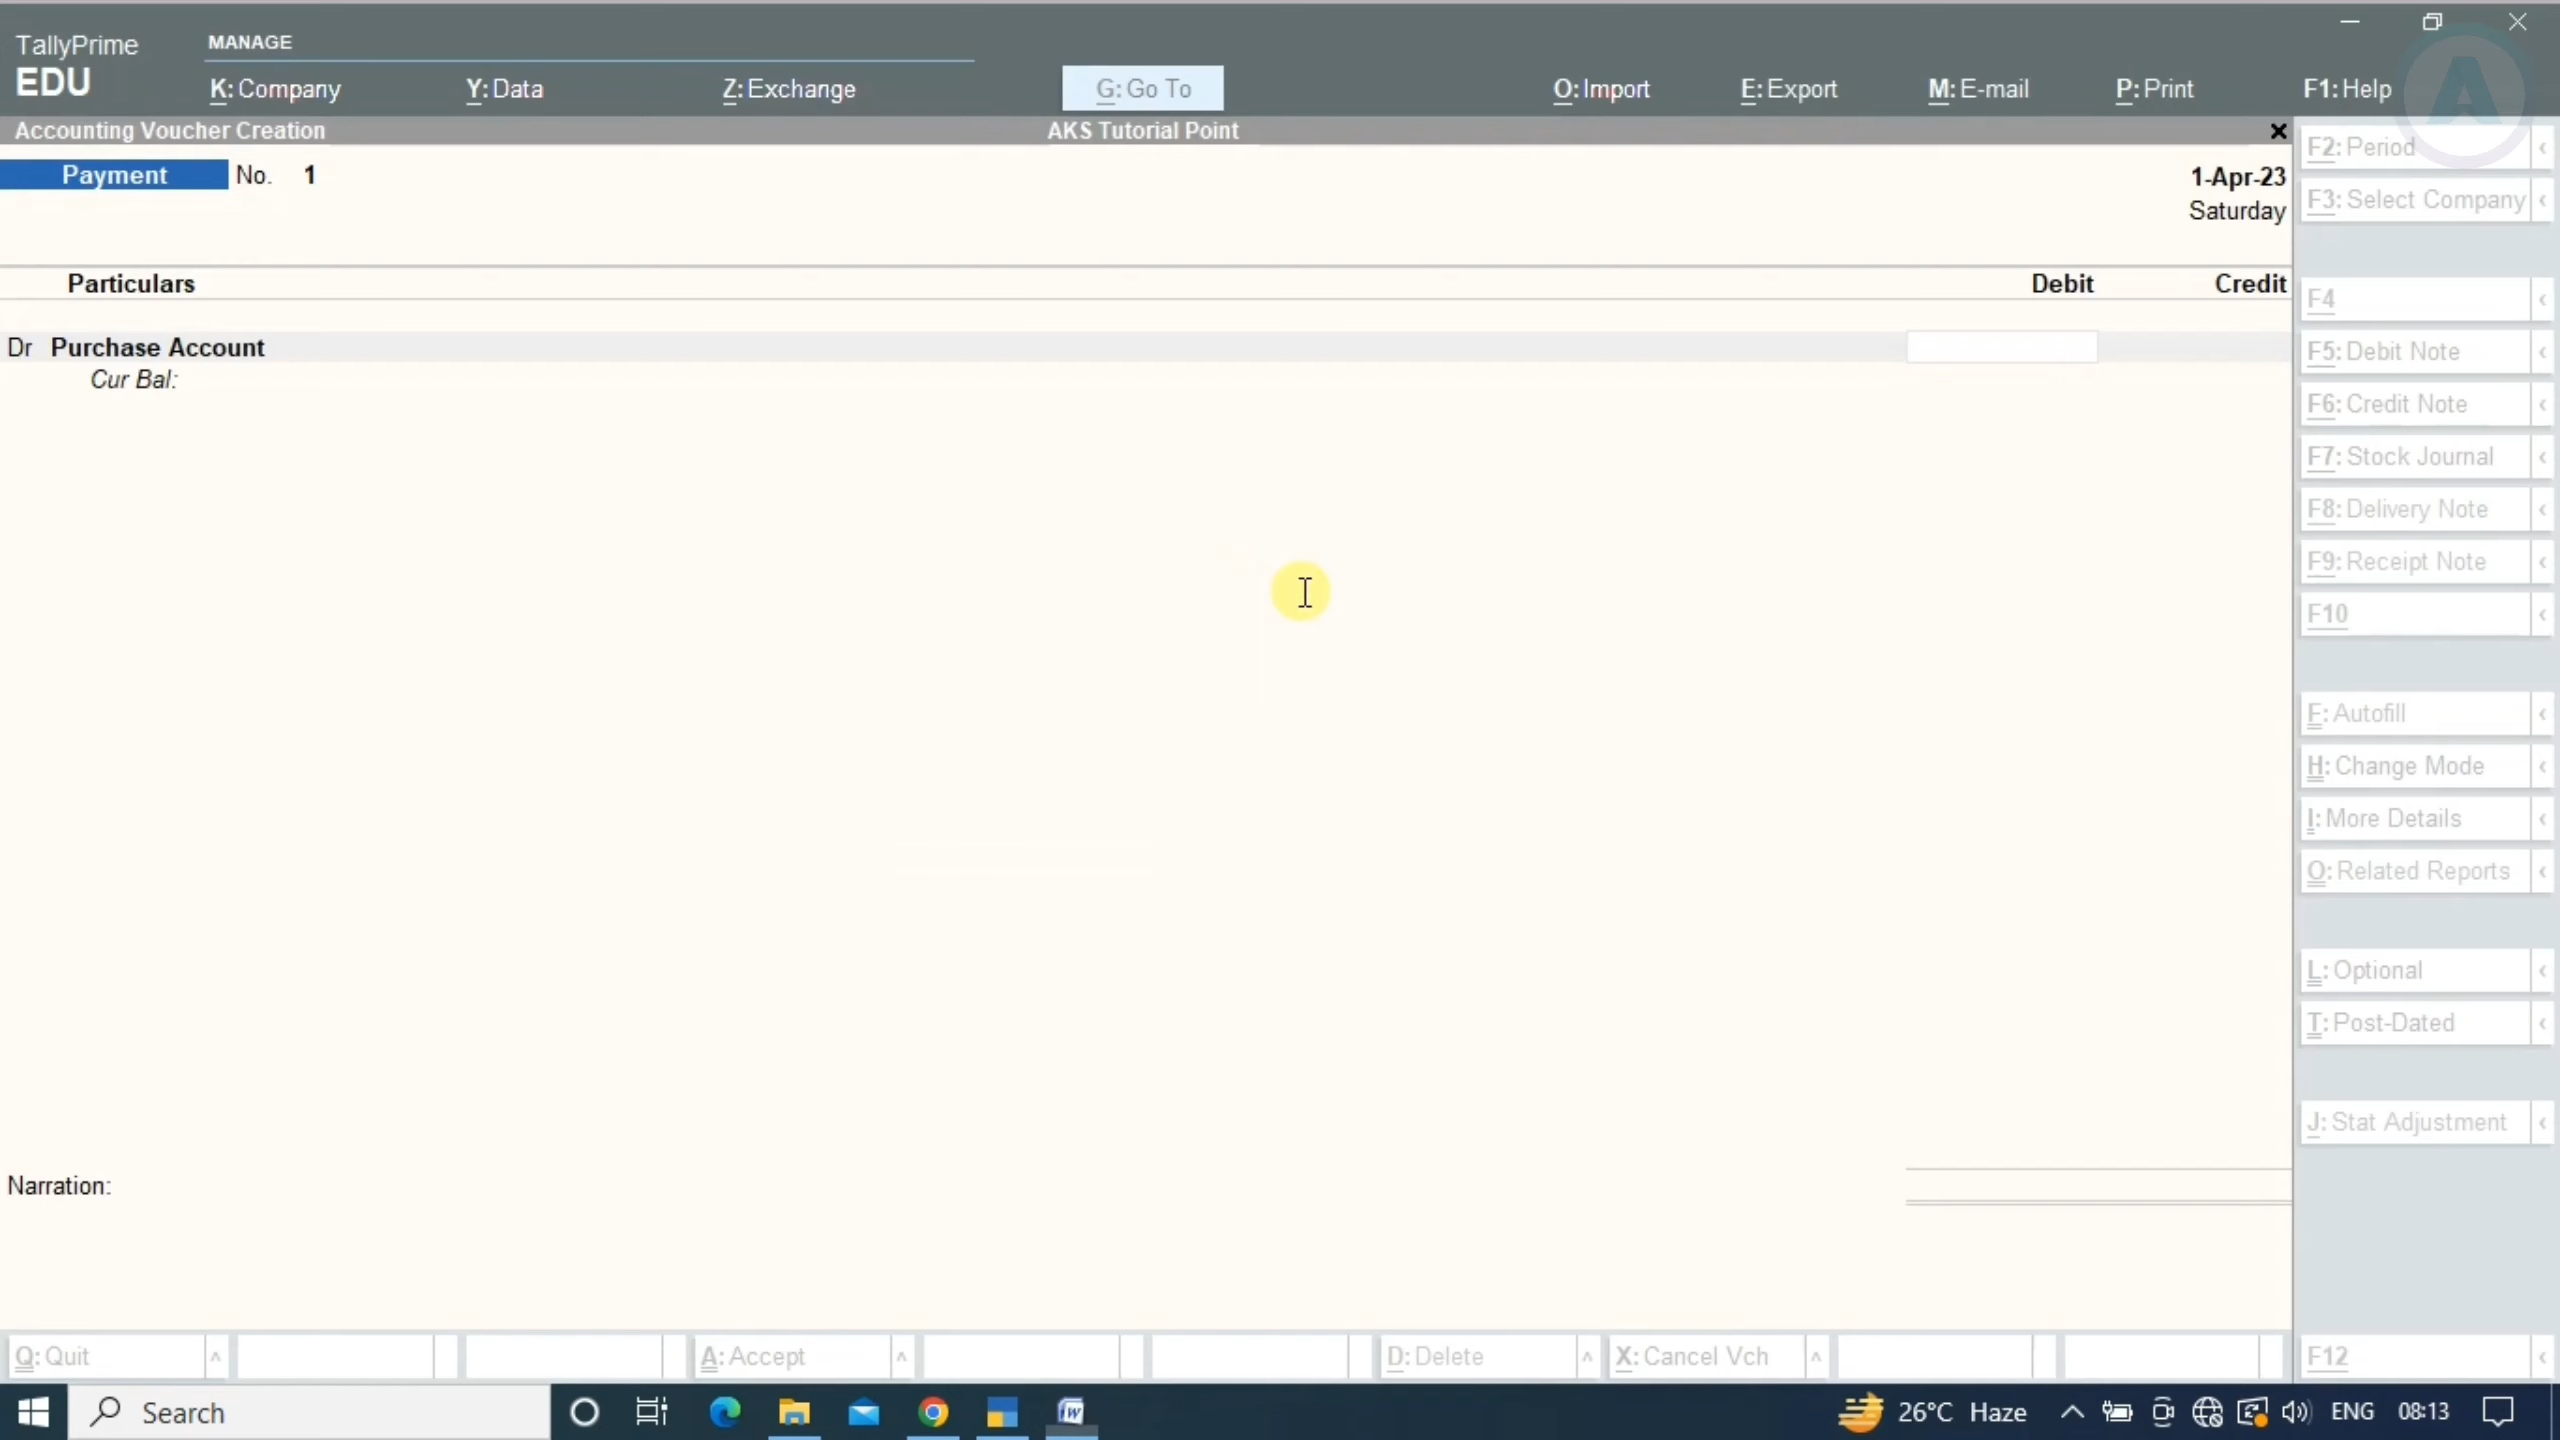 TallyPrime
EDU
MANAGE
K: Company
Y: Data
Z: Exchange
G: Go To
O: Import
E: Export
M: E-mail
P: Print
F1: Help
Accounting Voucher Creation
AKS Tutorial Point
Payment No. 1
1-Apr-23
Saturday
Particulars Debit Credit
Dr Purchase Account
Cur Bal:
Narration:
F2: Period
F3: Select Company
F4
F5: Debit Note
F6: Credit Note
F7: Stock Journal
F8: Delivery Note
F9: Receipt Note
F10
F: Autofill
H: Change Mode
I: More Details
O: Related Reports
L: Optional
T: Post-Dated
J: Stat Adjustment
F12
Q: Quit
A: Accept
D: Delete
X: Cancel Vch
Search
26°C Haze
ENG
08:13